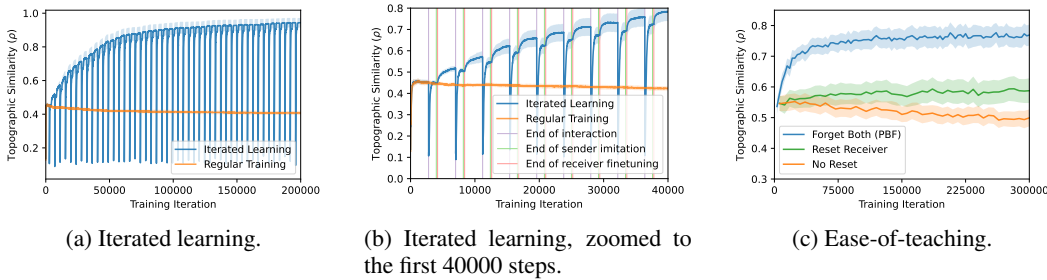 Topographic Similarity (ρ)
1.0
0.8
0.6
0.4
0.2
Iterated Learning
Regular Training
0
50000
100000
150000
200000
Training Iteration
(a) Iterated learning.
Topographic Similarity (ρ)
0.8
0.7
0.6
0.5
0.4
0.3
0.2
0.1
0.0
Iterated Learning
Regular Training
End of interaction
End of sender imitation
End of receiver finetuning
0
10000
20000
30000
40000
Training Iteration
(b) Iterated learning, zoomed to
the first 40000 steps.
Topographic Similarity (ρ)
0.8
0.7
0.6
0.5
0.4
0.3
Forget Both (PBF)
Reset Receiver
No Reset
0
75000
150000
225000
300000
Training Iteration
(c) Ease-of-teaching.